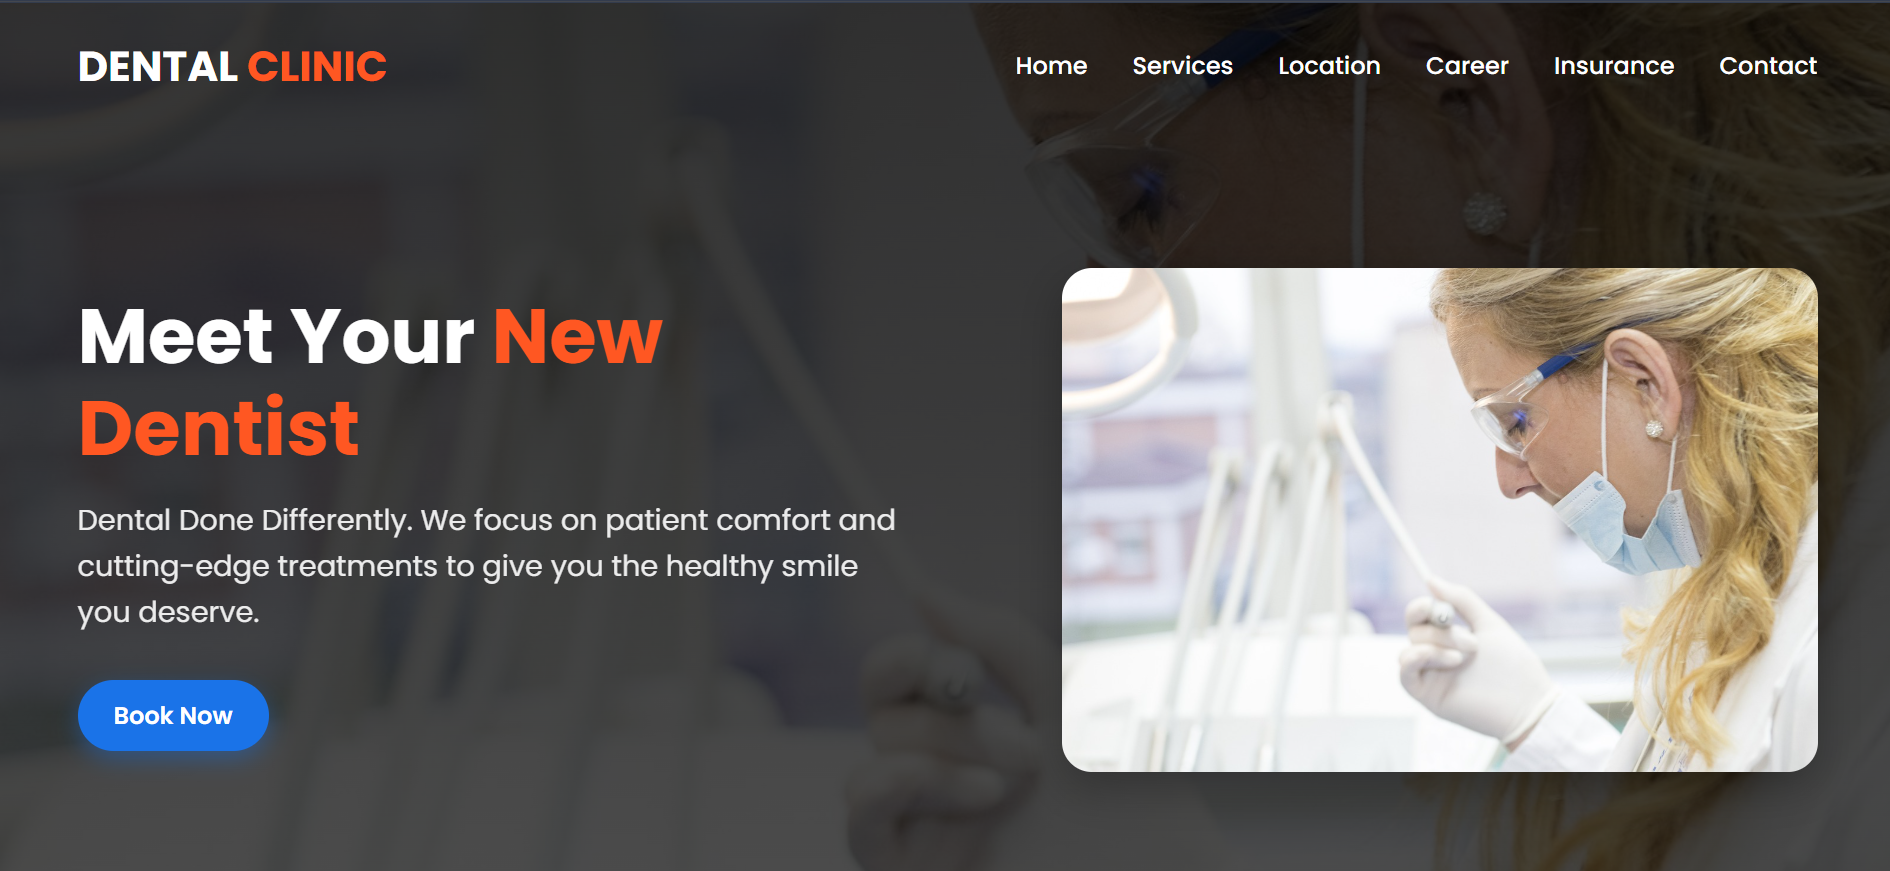 DENTAL CLINIC
Home Services Location Career Insurance Contact
Meet Your New
Dentist
Dental Done Differently. We focus on patient comfort and
cutting-edge treatments to give you the healthy smile
you deserve.
Book Now